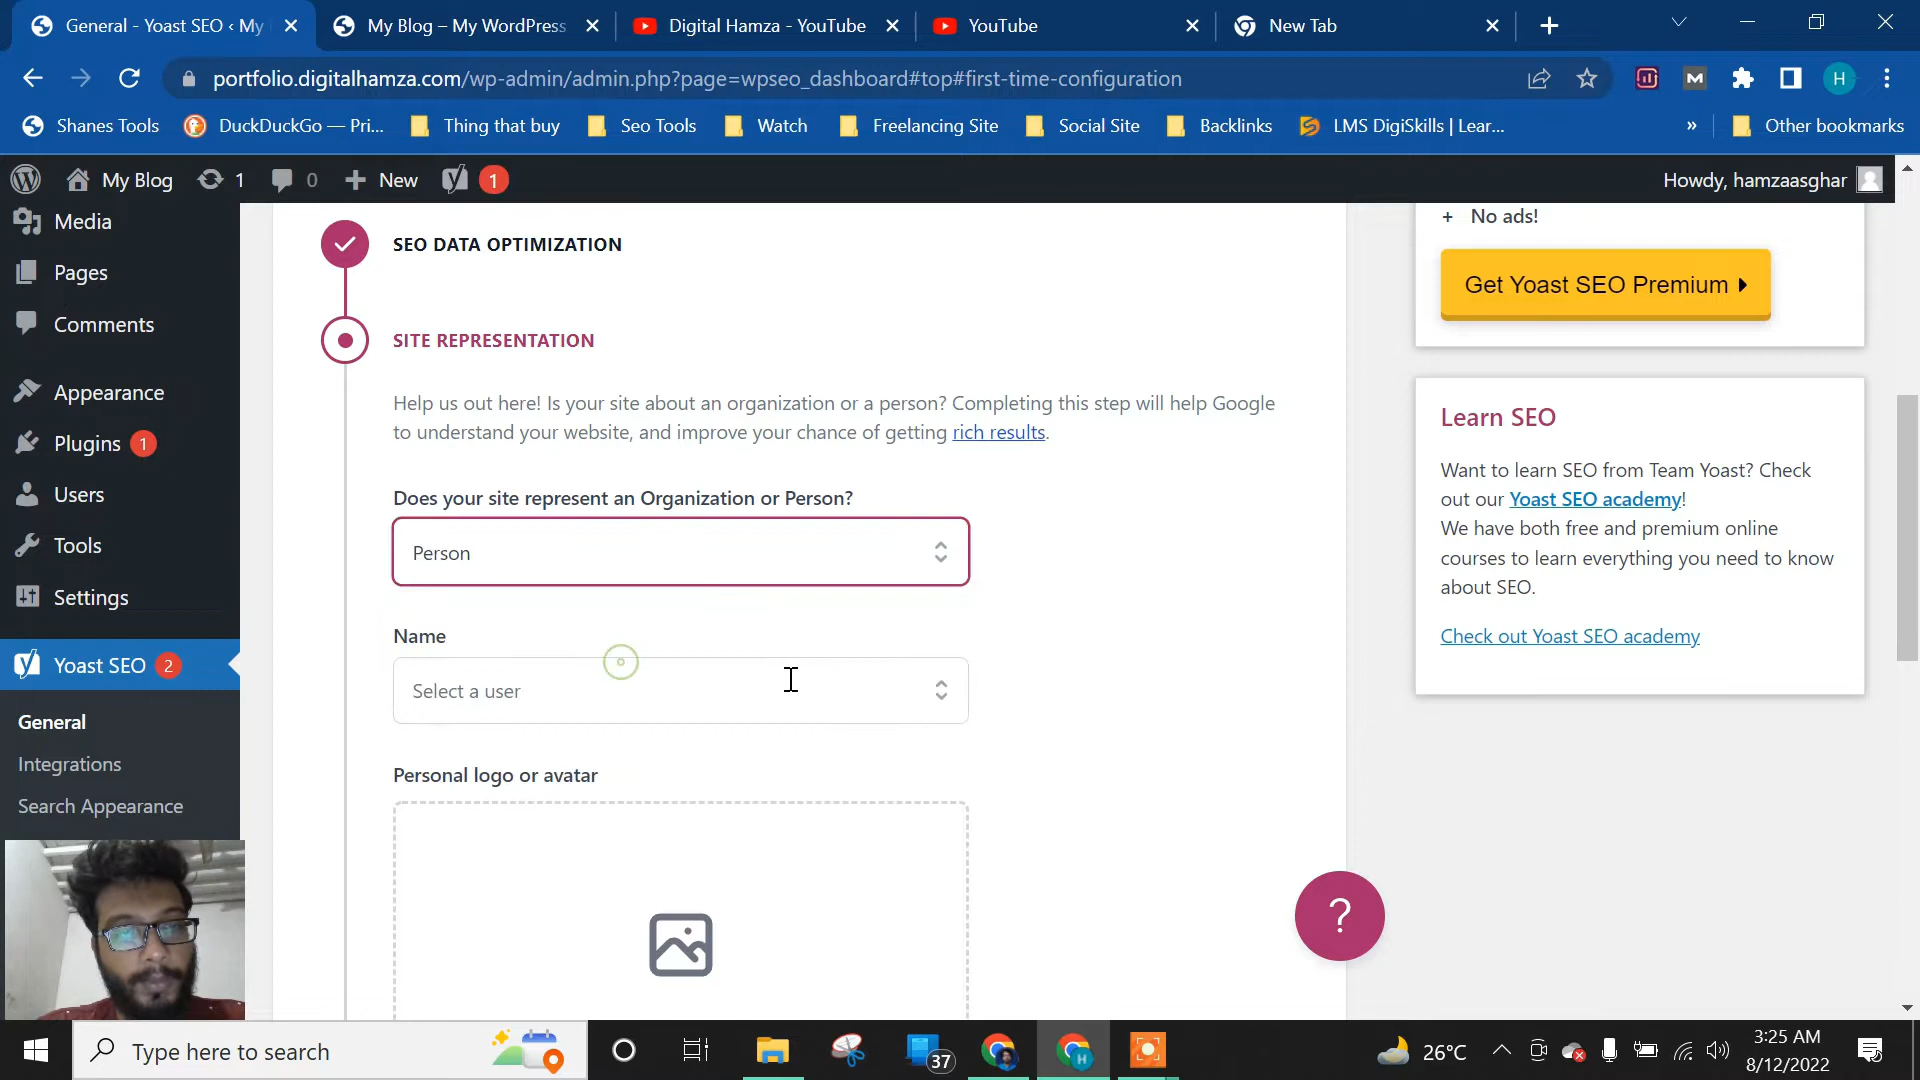 General - Yoast SEO ‹ My
My Blog – My WordPress
Digital Hamza - YouTube
YouTube
New Tab
portfolio.digitalhamza.com/wp-admin/admin.php?page=wpseo_dashboard#top#first-time-configuration
H
Shanes Tools
DuckDuckGo — Pri...
Thing that buy
Seo Tools
Watch
Freelancing Site
Social Site
Backlinks
LMS DigiSkills | Lear...
»
Other bookmarks
My Blog
1
0
New
1
Howdy, hamzaasghar
Media
Pages
Comments
Appearance
Plugins 1
Users
Tools
Settings
Yoast SEO 2
General
Integrations
Search Appearance
SEO DATA OPTIMIZATION
SITE REPRESENTATION
Help us out here! Is your site about an organization or a person? Completing this step will help Google
to understand your website, and improve your chance of getting rich results.
Does your site represent an Organization or Person?
Person
Name
Select a user
Personal logo or avatar
+ No ads!
Get Yoast SEO Premium
Learn SEO
Want to learn SEO from Team Yoast? Check
out our Yoast SEO academy!
We have both free and premium online
courses to learn everything you need to know
about SEO.
Check out Yoast SEO academy
?
Type here to search
37
H
26°C
3:25 AM
8/12/2022